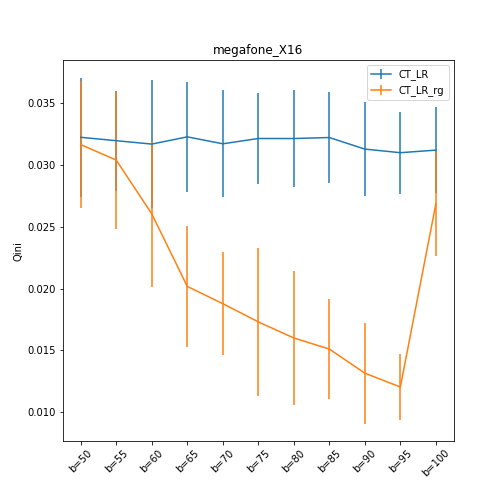 megafone_X16
CT_LR
CT_LR_rg
Qini
0.035
0.030
0.025
0.020
0.015
0.010
b=50
b=55
b=60
b=65
b=70
b=75
b=80
b=85
b=90
b=95
b=100